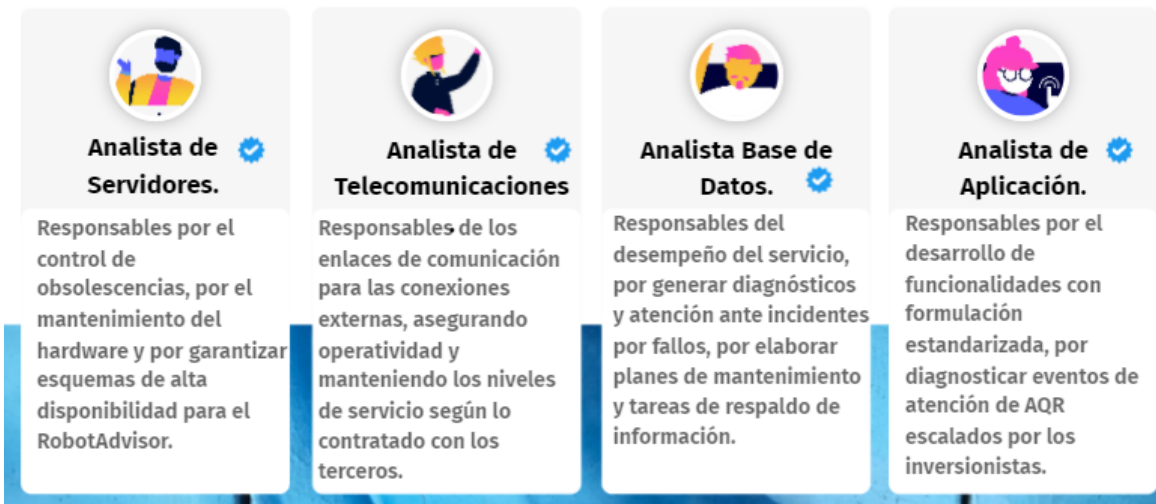 Analista de
Servidores.
Responsables por el
control de
obsolescencias, por el
mantenimiento del
hardware y por garantizar
esquemas de alta
disponibilidad para el
RobotAdvisor.
Analista de
Telecomunicaciones
Responsables de los
enlaces de comunicación
para las conexiones
externas, asegurando
operatividad y
manteniendo los niveles
de servicio según lo
contratado con los
terceros.
Analista Base de
Datos.
Responsables del
desempeño del servicio,
por generar diagnósticos
y atención ante incidentes
por fallos, por elaborar
planes de mantenimiento
y tareas de respaldo de
información.
Analista de
Aplicación.
Responsables por el
desarrollo de
funcionalidades con
formulación
estandarizada, por
diagnosticar eventos de
atención de AQR
escalados por los
inversionistas.